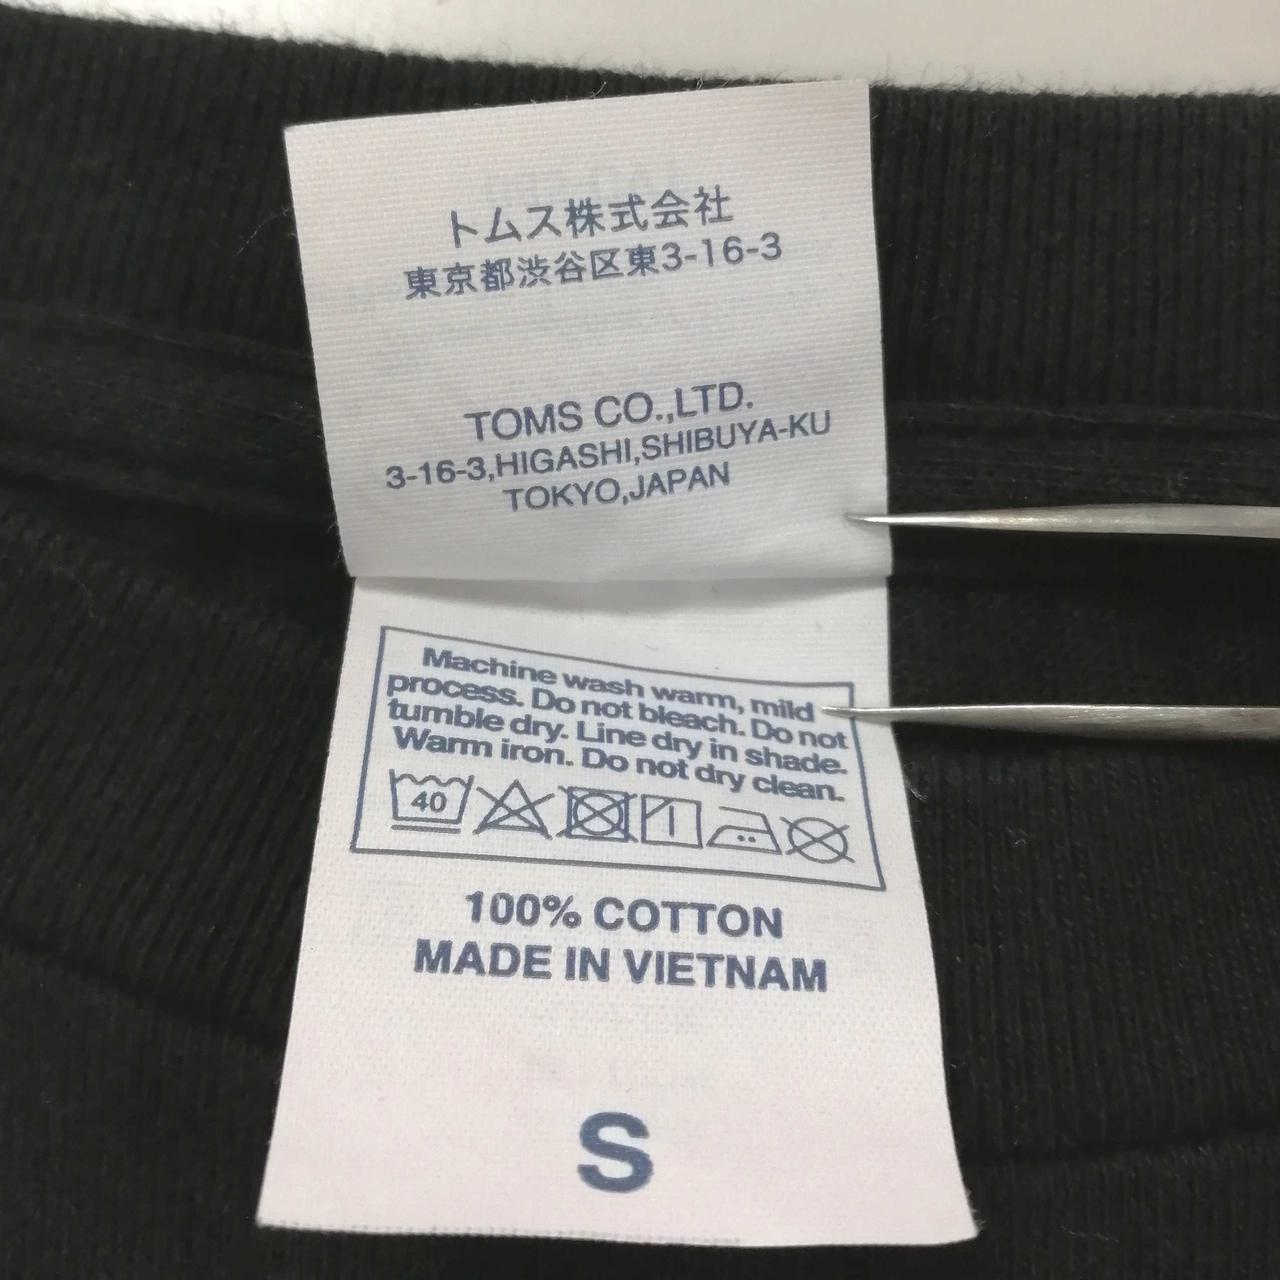 トムス株式会社
東京都渋谷区東3-16-3
TOMS CO.,LTD.
3-16-3,HIGASHI,SHIBUYA-KU
TOKYO,JAPAN
Machine wash warm, mild
process. Do not bleach. Do not
tumble dry. Line dry in shade.
Warm iron. Do not dry clean.
40
100% COTTON
MADE IN VIETNAM
S